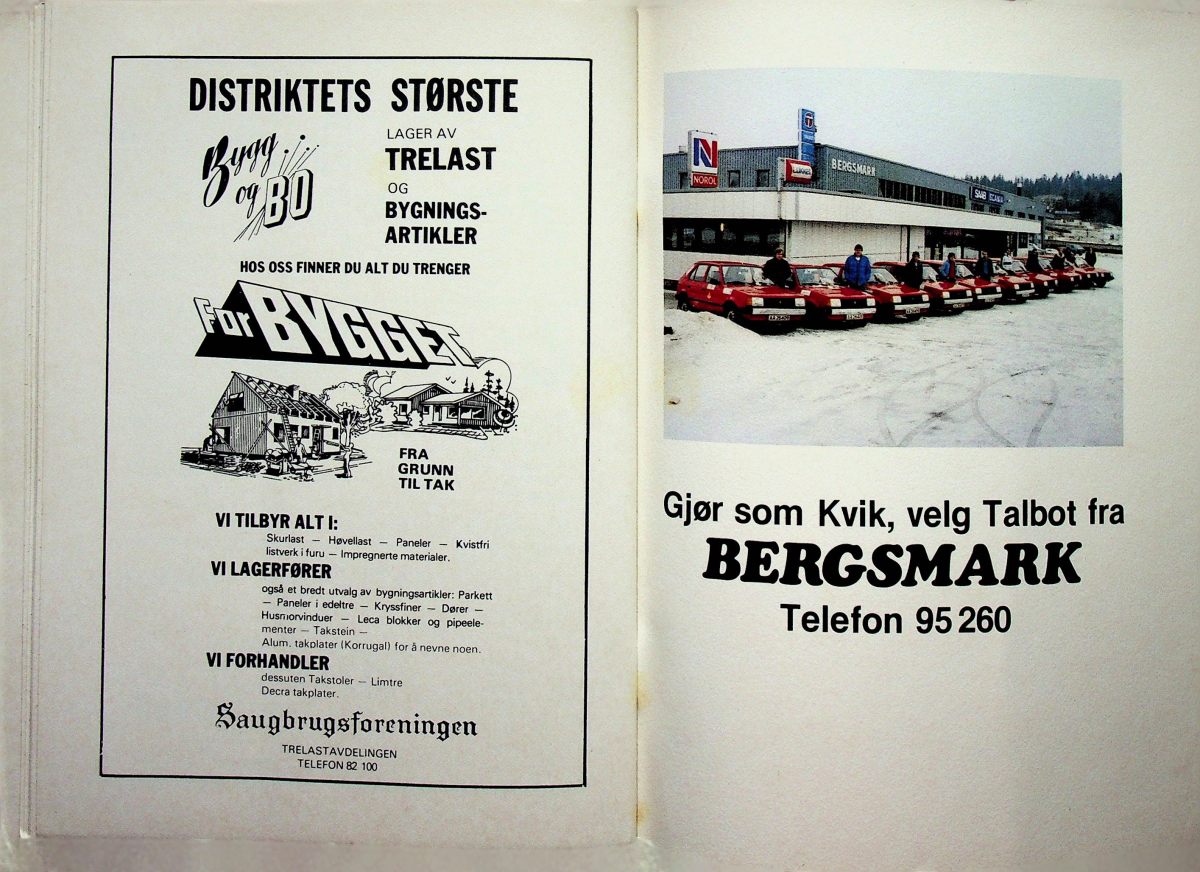 DISTRIKTETS STØRSTE
Bygg
og BO
LAGER AV
TRELAST
OG
BYGNINGS-
ARTIKLER
HOS OSS FINNER DU ALT DU TRENGER
For BYGGET
FRA
GRUNN
TIL TAK
VI TILBYR ALT I:
Skurlast – Høvellast – Paneler – Kvistfri
listverk i furu – Impregnerte materialer.
VI LAGERFØRER
også et bredt utvalg av bygningsartikler: Parkett
– Paneler i edeltre – Kryssfiner – Dører –
Husmorvinduer – Leca blokker og pipeele-
menter – Takstein –
Alum. takplater (Korrugal) for å nevne noen.
VI FORHANDLER
dessuten Takstoler – Limtre
Decra takplater.
Saugbrugsforeningen
TRELASTAVDELINGEN
TELEFON 82 100
N
NOROL
BERGSMARK
SAAB SCANIA
Gjør som Kvik, velg Talbot fra
BERGSMARK
Telefon 95 260